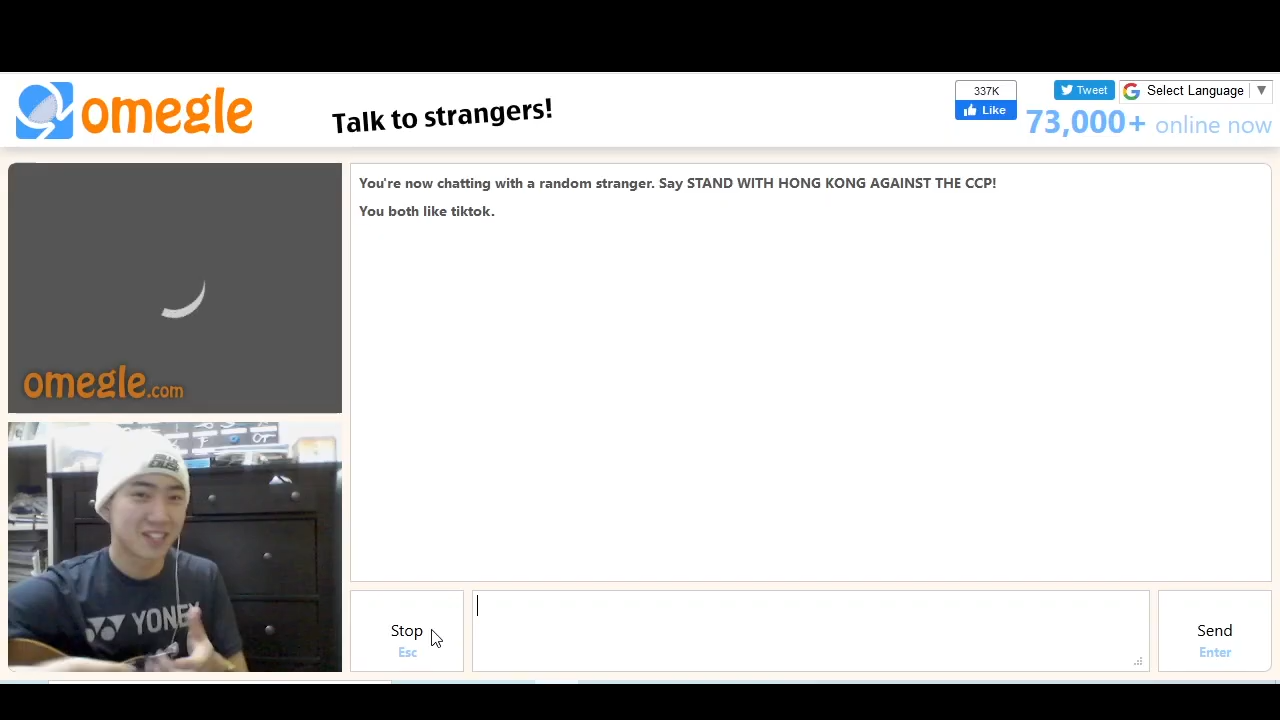 omegle
Talk to strangers!
337K
Like
Tweet
Select Language
73,000+ online now
You're now chatting with a random stranger. Say STAND WITH HONG KONG AGAINST THE CCP!
You both like tiktok.
omegle.com
YONEX
Stop
Esc
Send
Enter